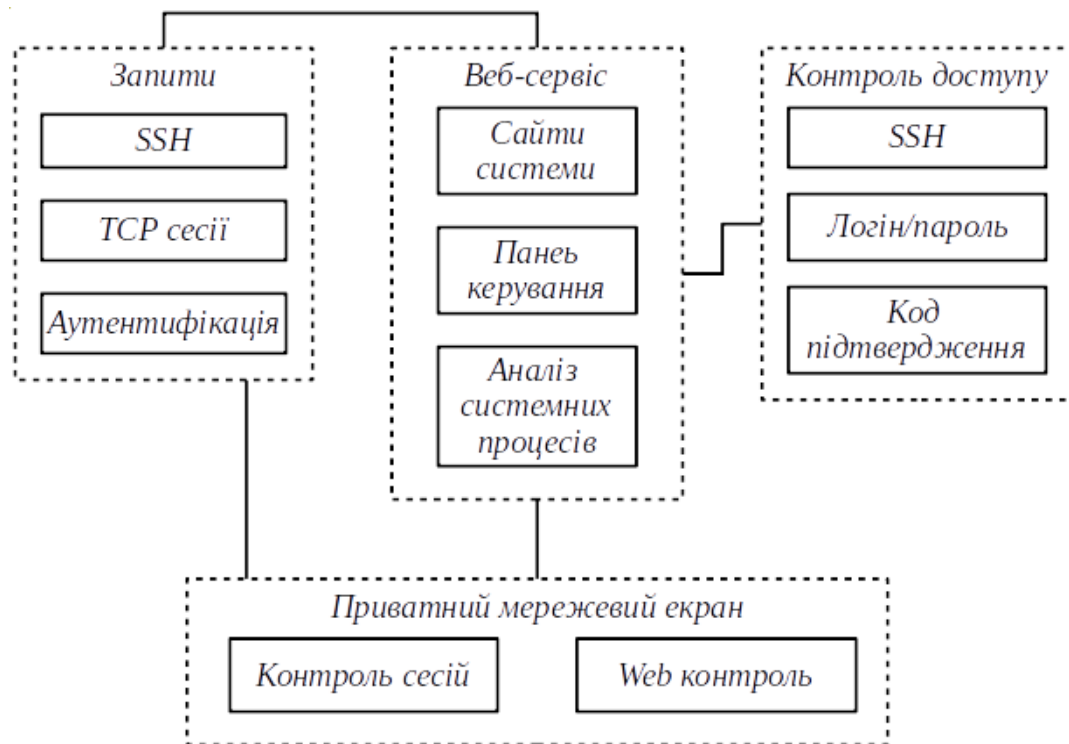 Запити
SSH
TCP сесії
Аутентифікація
Веб-сервіс
Сайти
системи
Панеь
керування
Аналіз
системних
процесів
Контроль доступу
SSH
Логін/пароль
Код
підтвердження
Приватний мережевий екран
Контроль сесій
Web контроль